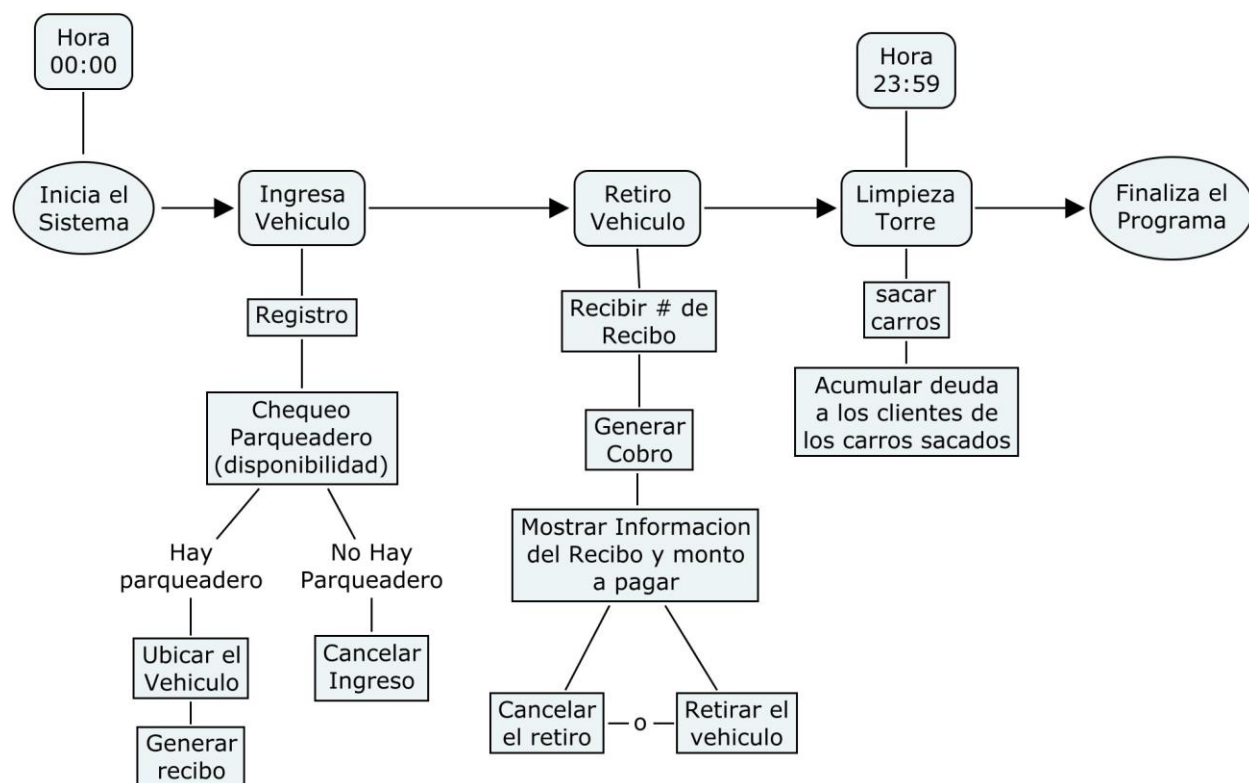 Hora
00:00
Hora
23:59
Inicia el
Sistema
Ingresa
Vehiculo
Retiro
Vehiculo
Limpieza
Torre
Finaliza el
Programa
Registro
Chequeo
Parqueadero
(disponibilidad)
Hay
parqueadero
No Hay
Parqueadero
Ubicar el
Vehiculo
Cancelar
Ingreso
Generar
recibo
Recibir # de
Recibo
Generar
Cobro
Mostrar Informacion
del Recibo y monto
a pagar
Cancelar
el retiro
o
Retirar el
vehiculo
sacar
carros
Acumular deuda
a los clientes de
los carros sacados